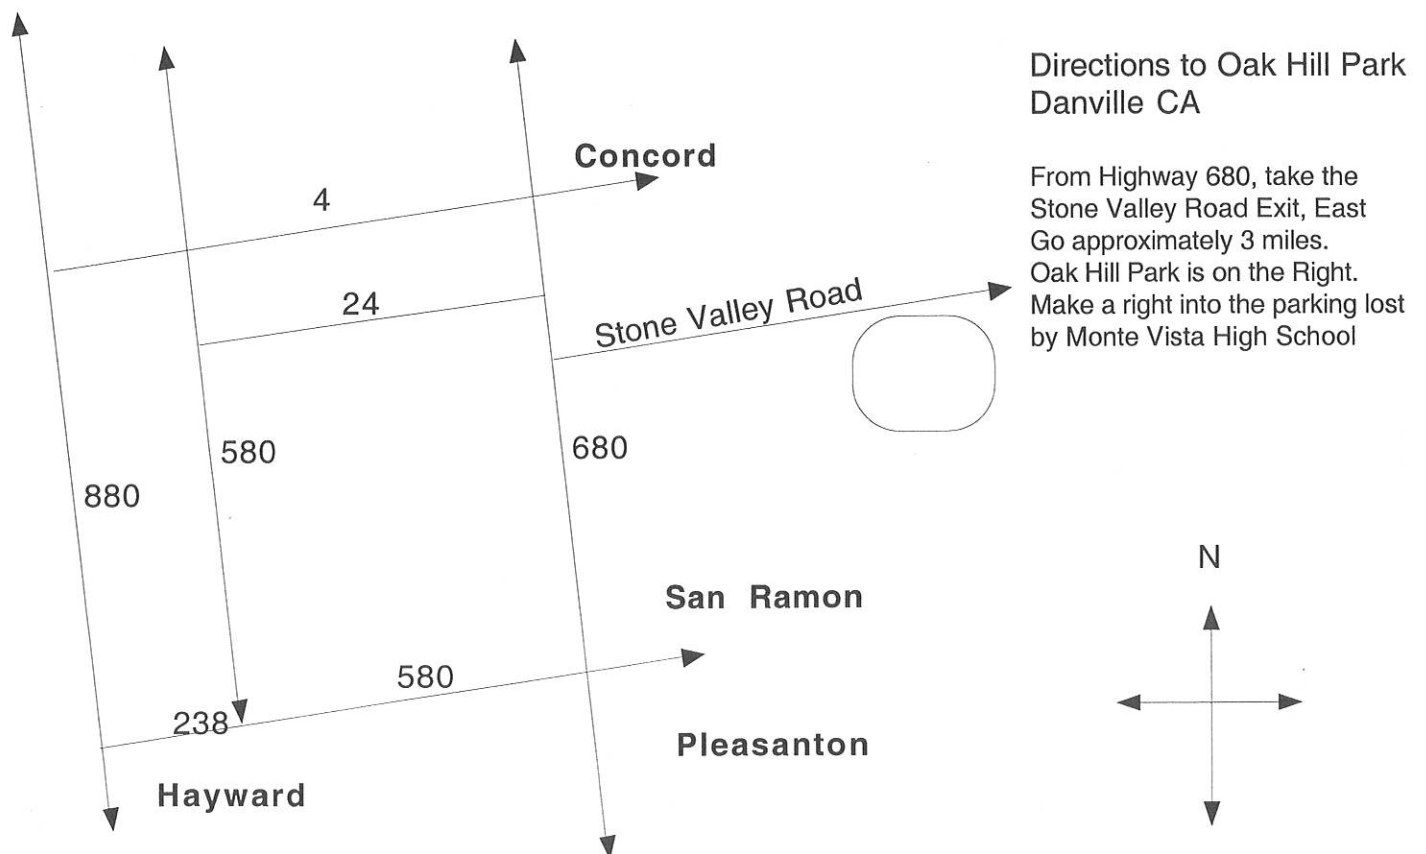 Directions to Oak Hill Park
Danville CA
From Highway 680, take the
Stone Valley Road Exit, East
Go approximately 3 miles.
Oak Hill Park is on the Right.
Make a right into the parking lost
by Monte Vista High School
Concord
4
24
Stone Valley Road
580
680
880
N
San Ramon
580
238
Pleasanton
Hayward